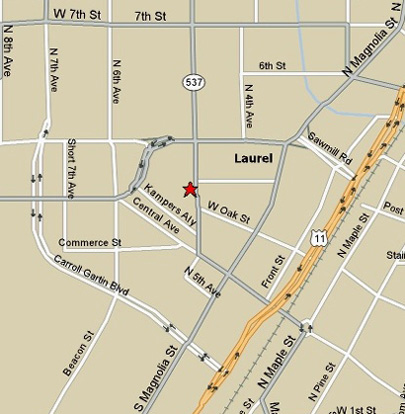 W 7th St
7th St
N Magnolia St
N
N 8th Ave
N 7th Ave
N 6th Ave
537
6th St
N 4th Ave
Sawmill Rd
Laurel
Short 7th Ave
Kampers Aly
Central Ave
W Oak St
Post
Commerce St
11
N Maple St
Stai
Carroll Gartin Blvd
N 5th Ave
Front St
Beacon St
S Magnolia St
N Maple St
N Pine St
e St
W 1st St